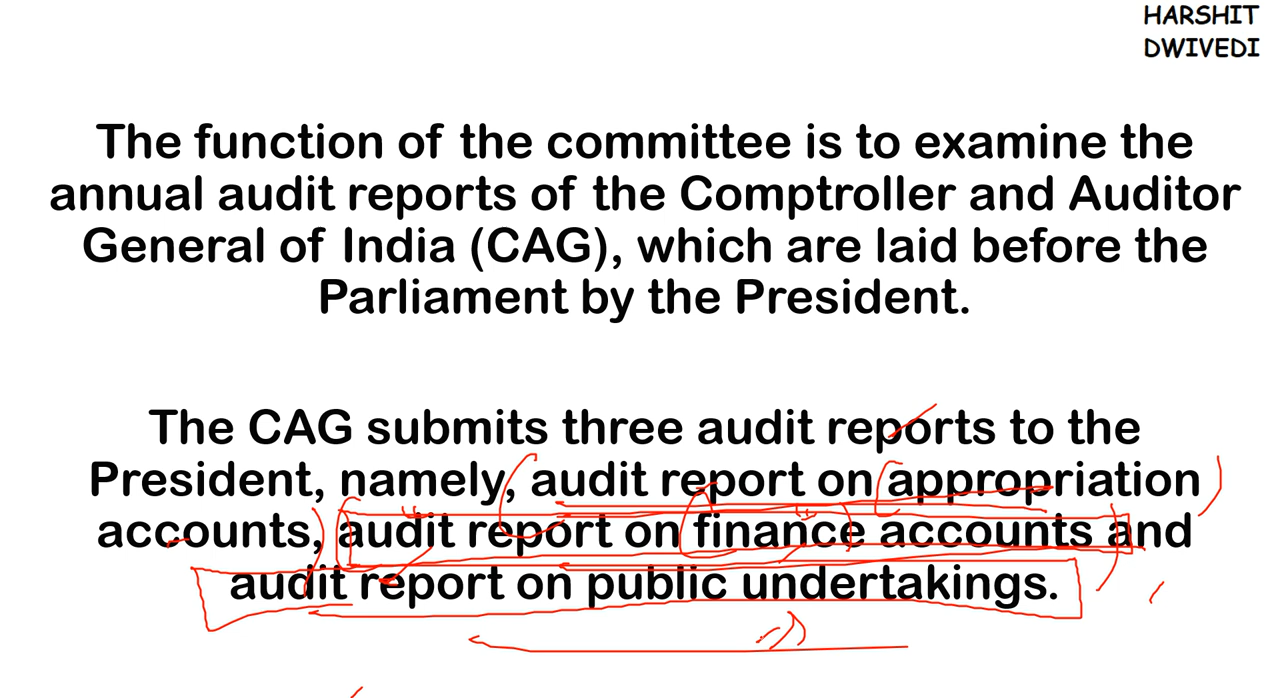 HARSHIT
DWIVEDI
The function of the committee is to examine the
annual audit reports of the Comptroller and Auditor
General of India (CAG), which are laid before the
Parliament by the President.
The CAG submits three audit reports to the
President, namely, audit report on appropriation
accounts, audit report on finance accounts and
audit report on public undertakings.